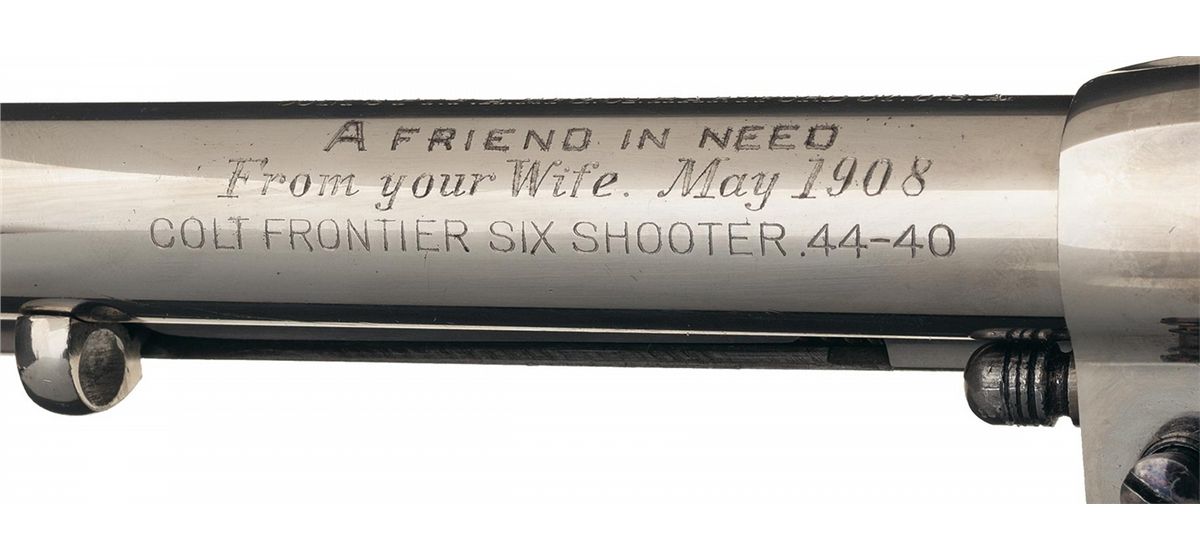 A FRIEND IN NEED
From your Wife. May 1908
COLT FRONTIER SIX SHOOTER .44-40